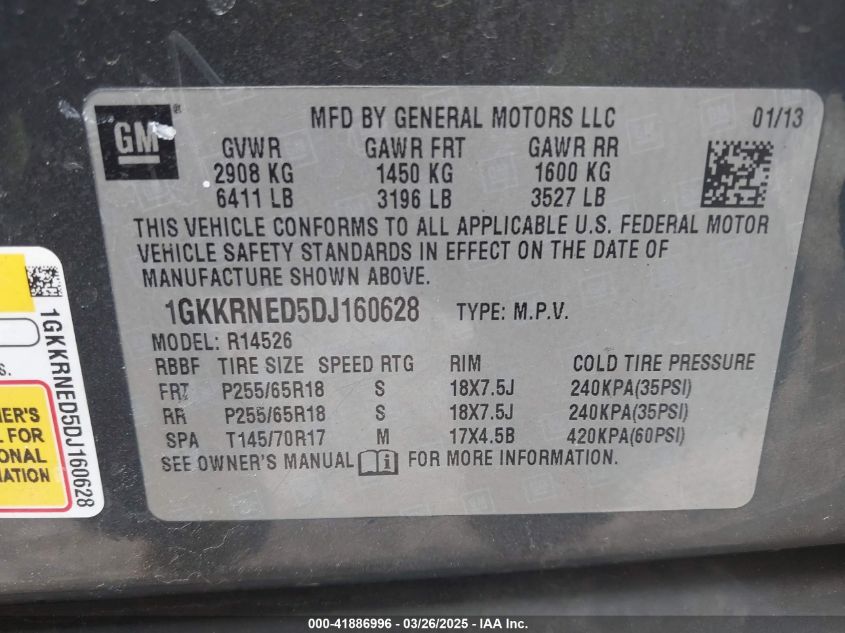 GM
MFD BY GENERAL MOTORS LLC 01/13
GVWR GAWR FRT GAWR RR
2908 KG 1450 KG 1600 KG
6411 LB 3196 LB 3527 LB
THIS VEHICLE CONFORMS TO ALL APPLICABLE U.S. FEDERAL MOTOR
VEHICLE SAFETY STANDARDS IN EFFECT ON THE DATE OF
MANUFACTURE SHOWN ABOVE.
1GKKRNED5DJ160628 TYPE: M.P.V.
MODEL: R14526
RBBF TIRE SIZE SPEED RTG RIM COLD TIRE PRESSURE
FRT P255/65R18 S 18X7.5J 240KPA(35PSI)
RR P255/65R18 S 18X7.5J 240KPA(35PSI)
SPA T145/70R17 M 17X4.5B 420KPA(60PSI)
SEE OWNER'S MANUAL i FOR MORE INFORMATION.
1GKKRNED5DJ160628
S.
NER'S
L FOR
ONAL
MATION
000-41886996 - 03/26/2025 - IAA Inc.